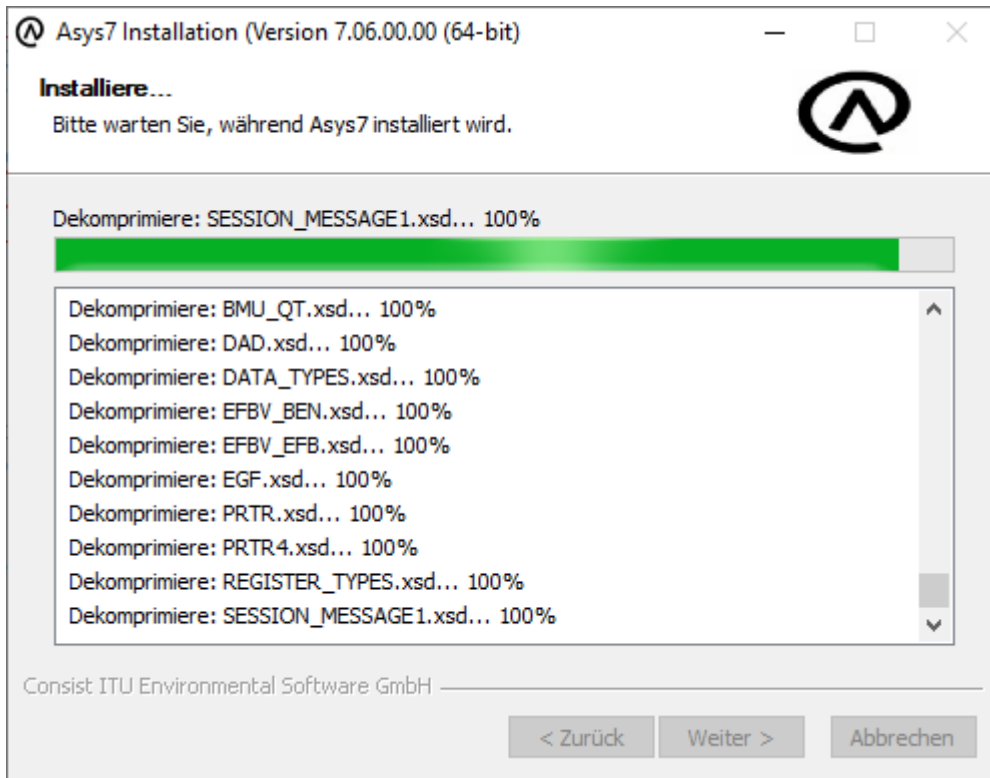 Asys7 Installation (Version 7.06.00.00 (64-bit)
Installiere...
Bitte warten Sie, während Asys7 installiert wird.
Dekomprimiere: SESSION_MESSAGE1.xsd... 100%
Dekomprimiere: BMU_QT.xsd... 100%
Dekomprimiere: DAD.xsd... 100%
Dekomprimiere: DATA_TYPES.xsd... 100%
Dekomprimiere: EFBV_BEN.xsd... 100%
Dekomprimiere: EFBV_EFB.xsd... 100%
Dekomprimiere: EGF.xsd... 100%
Dekomprimiere: PRTR.xsd... 100%
Dekomprimiere: PRTR4.xsd... 100%
Dekomprimiere: REGISTER_TYPES.xsd... 100%
Dekomprimiere: SESSION_MESSAGE1.xsd... 100%
Consist ITU Environmental Software GmbH
< Zurück Weiter > Abbrechen